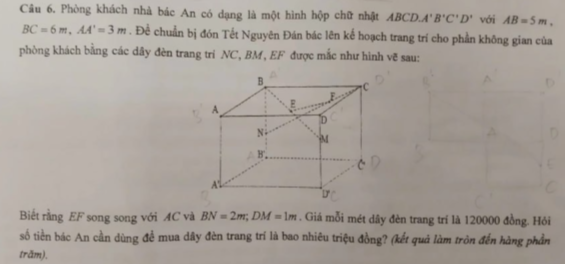 Câu 6. Phòng khách nhà bác An có dạng là một hình hộp chữ nhật ABCD.A'B'C'D' với AB = 5 m,
BC = 6 m, AA' = 3 m. Để chuẩn bị đón Tết Nguyên Đán bác lên kế hoạch trang trí cho phần không gian của
phòng khách bằng các dây đèn trang trí NC, BM, EF được mắc như hình vẽ sau:
B
C
E
F
A
D
N
M
B'
C'
D
A'
D'
Biết rằng EF song song với AC và BN = 2m; DM = 1m. Giá mỗi mét dây đèn trang trí là 120000 đồng. Hỏi
số tiền bác An cần dùng để mua dây đèn trang trí là bao nhiêu triệu đồng? (kết quả làm tròn đến hàng phần
trăm).